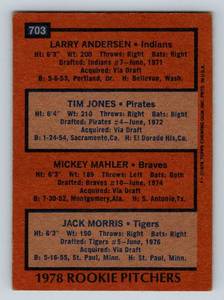 703
LARRY ANDERSEN • Indians
Ht: 6'3" Wt: 200 Throws: Right Bats: Right
Drafted: Indians #7-June, 1971
Acquired: Via Draft
B: 5-6-53, Portland, Or. H: Bellevue, Wash.
TIM JONES • Pirates
Ht: 6'4" Wt: 210 Throws: Right Bats: Right
Drafted: Pirates #2-June, 1972
Acquired: Via Draft
B: 1-24-54, Sacramento, Ca. H: El Dorado Hls, Ca.
MICKEY MAHLER • Braves
Ht: 6'3" Wt: 189 Throws: Left Bats: Both
Drafted: Braves #10-June, 1974
Acquired: Via Draft
B: 7-30-52, Montgomery, Ala. H: S. Antonio, Tx.
JACK MORRIS • Tigers
Ht: 6'3" Wt: 190 Throws: Right Bats: Right
Drafted: Tigers #5-June, 1976
Acquired: Via Draft
B: 5-16-55, St. Paul, Minn. H: St. Paul, Minn.
1978 ROOKIE PITCHERS